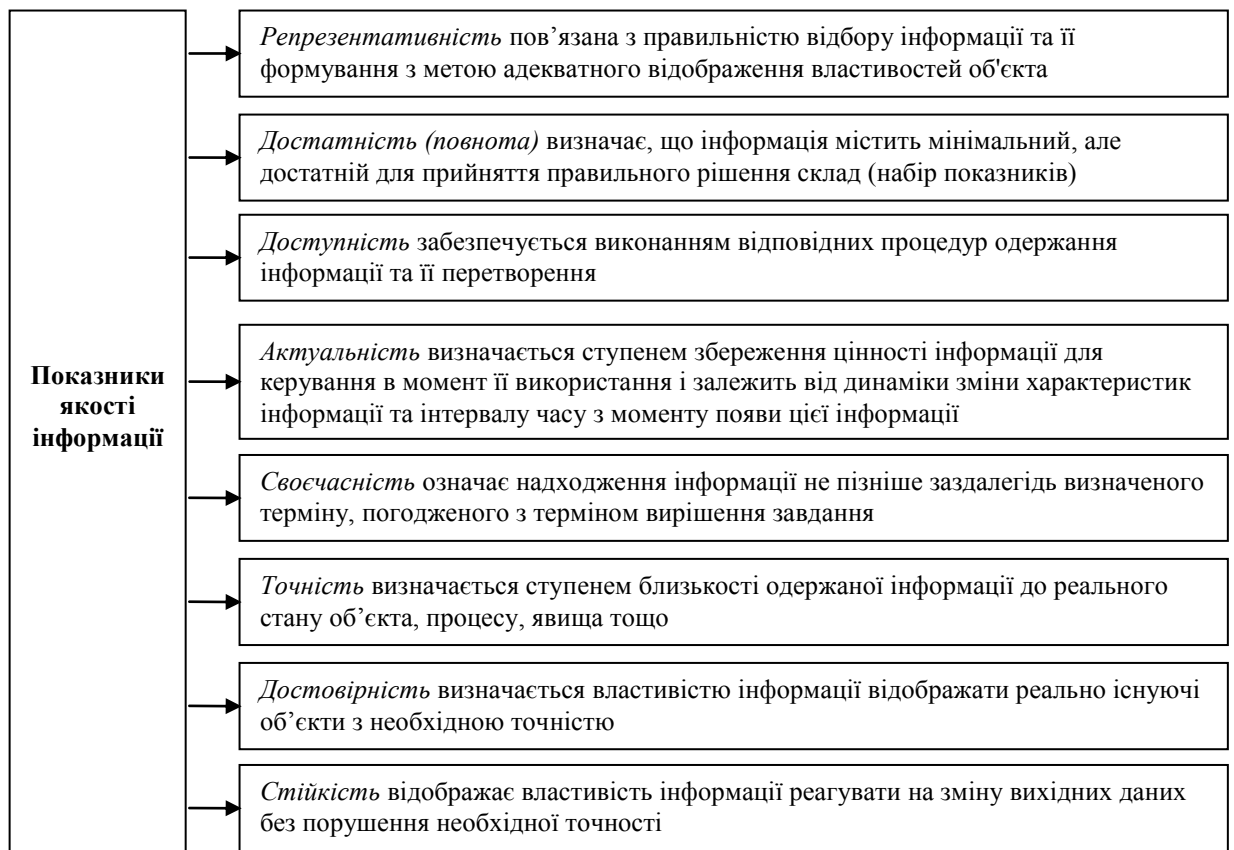 Репрезентативність пов’язана з правильністю відбору інформації та її
формування з метою адекватного відображення властивостей об'єкта
Достатність (повнота) визначає, що інформація містить мінімальний, але
достатній для прийняття правильного рішення склад (набір показників)
Доступність забезпечується виконанням відповідних процедур одержання
інформації та її перетворення
Показники
якості
інформації
Актуальність визначається ступенем збереження цінності інформації для
керування в момент її використання і залежить від динаміки зміни характеристик
інформації та інтервалу часу з моменту появи цієї інформації
Своєчасність означає надходження інформації не пізніше заздалегідь визначеного
терміну, погодженого з терміном вирішення завдання
Точність визначається ступенем близькості одержаної інформації до реального
стану об’єкта, процесу, явища тощо
Достовірність визначається властивістю інформації відображати реально існуючі
об’єкти з необхідною точністю
Стійкість відображає властивість інформації реагувати на зміну вихідних даних
без порушення необхідної точності